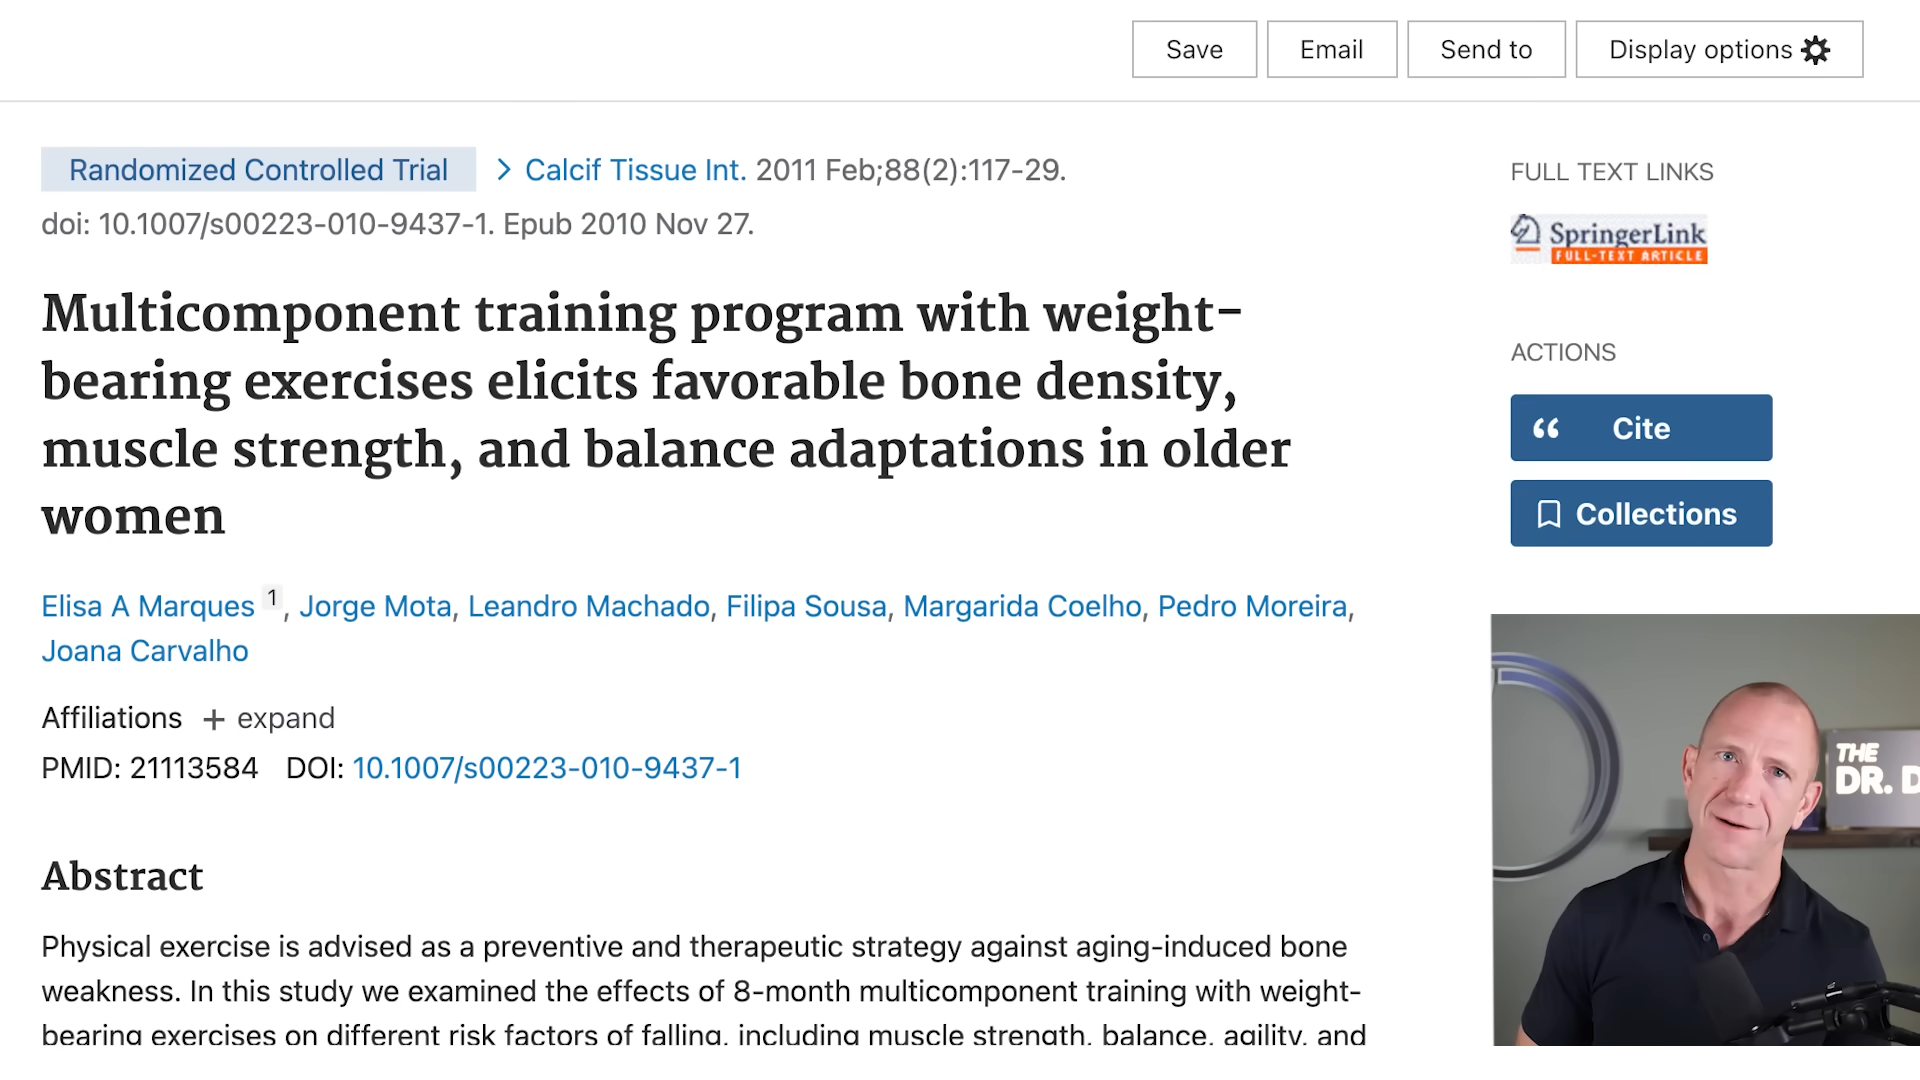 Save
Email
Send to
Display options
Randomized Controlled Trial
Calcif Tissue Int. 2011 Feb;88(2):117-29.
doi: 10.1007/s00223-010-9437-1. Epub 2010 Nov 27.
Multicomponent training program with weight-
bearing exercises elicits favorable bone density,
muscle strength, and balance adaptations in older
women
Elisa A Marques 1, Jorge Mota, Leandro Machado, Filipa Sousa, Margarida Coelho, Pedro Moreira,
Joana Carvalho
Affiliations + expand
PMID: 21113584 DOI: 10.1007/s00223-010-9437-1
Abstract
Physical exercise is advised as a preventive and therapeutic strategy against aging-induced bone
weakness. In this study we examined the effects of 8-month multicomponent training with weight-
bearing exercises on different risk factors of falling, including muscle strength, balance, agility, and
FULL TEXT LINKS
SpringerLink
FULL-TEXT ARTICLE
ACTIONS
Cite
Collections
THE
DR. D